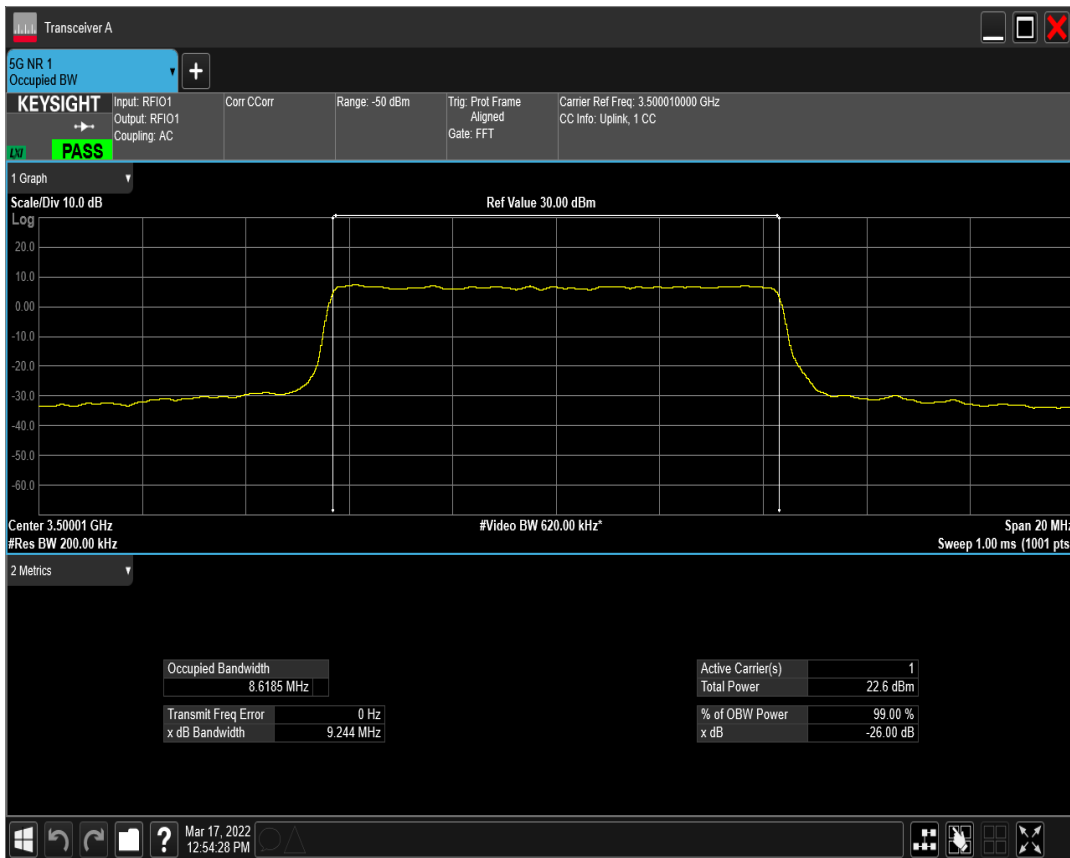 Transceiver A
5G NR 1
Occupied BW
KEYSIGHT
LXI
PASS
Input: RFIO1
Output: RFIO1
Coupling: AC
Corr CCorr
Range: -50 dBm
Trig: Prot Frame
Aligned
Gate: FFT
Carrier Ref Freq: 3.500010000 GHz
CC Info: Uplink, 1 CC
1 Graph
Scale/Div 10.0 dB
Ref Value 30.00 dBm
Log
20.0
10.0
0.00
-10.0
-20.0
-30.0
-40.0
-50.0
-60.0
Center 3.50001 GHz
#Video BW 620.00 kHz*
Span 20 MHz
#Res BW 200.00 kHz
Sweep 1.00 ms (1001 pts
2 Metrics
Occupied Bandwidth
8.6185 MHz
Transmit Freq Error 0 Hz
x dB Bandwidth 9.244 MHz
Active Carrier(s) 1
Total Power 22.6 dBm
% of OBW Power 99.00 %
x dB -26.00 dB
?
Mar 17, 2022
12:54:28 PM